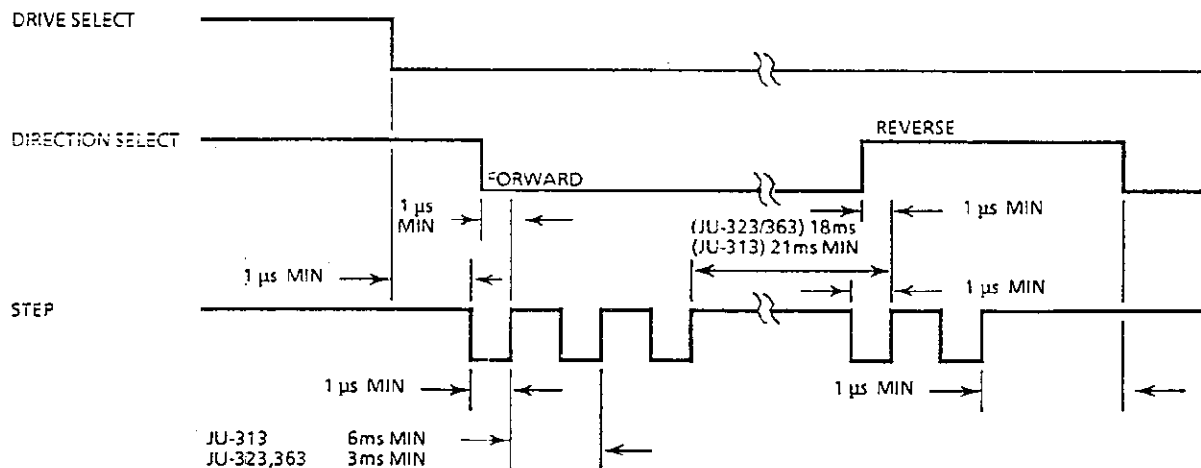 DRIVE SELECT
DIRECTION SELECT
REVERSE
FORWARD
1 µs
MIN
1 µs MIN
(JU-323/363) 18ms
(JU-313) 21ms MIN
1 µs MIN
1 µs MIN
STEP
1 µs MIN
1 µs MIN
JU-313 6ms MIN
JU-323,363 3ms MIN